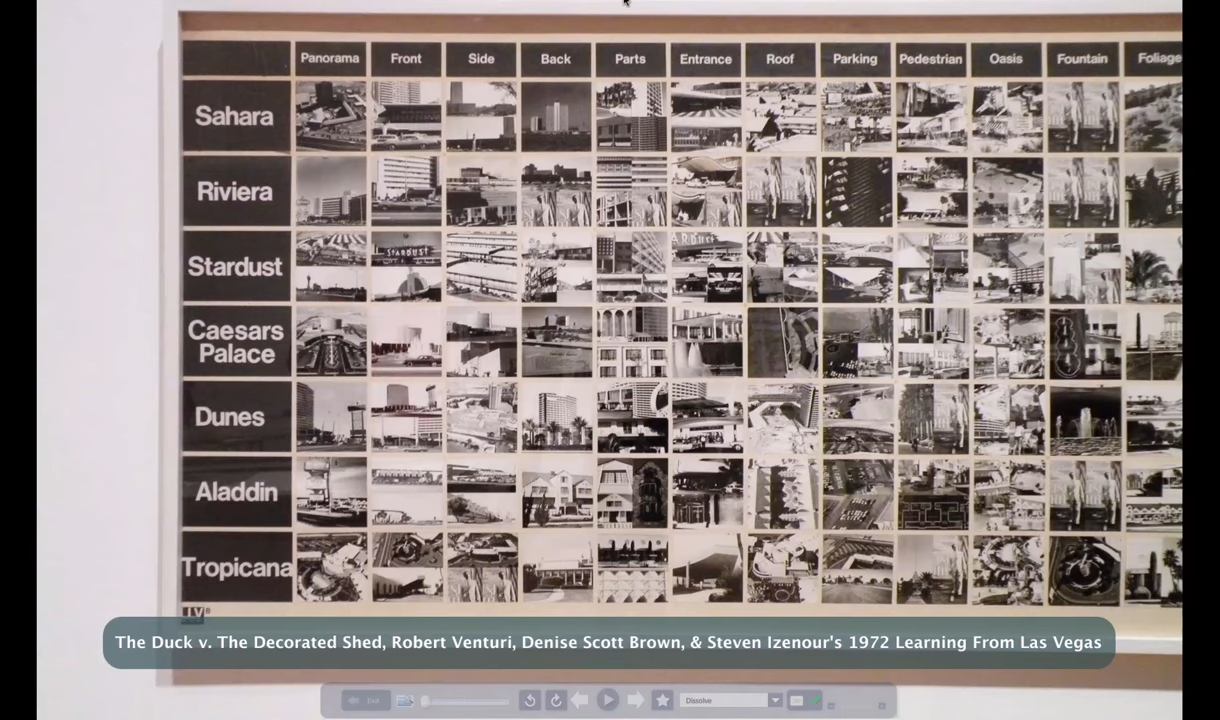 Panorama Front Side Back Parts Entrance Roof Parking Pedestrian Oasis Fountain Foliage
Sahara
Riviera
Stardust
STARDUST
Caesars
Palace
Dunes
Aladdin
Tropicana
The Duck v. The Decorated Shed, Robert Venturi, Denise Scott Brown, & Steven Izenour's 1972 Learning From Las Vegas
Exit
Dissolve